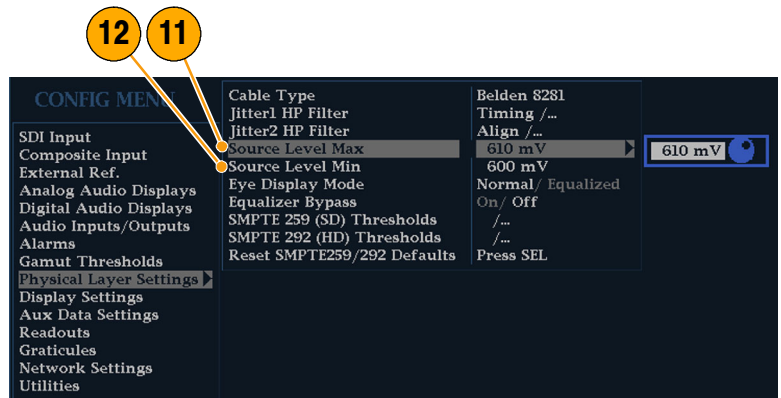 12 11
CONFIG MENU
SDI Input
Composite Input
External Ref.
Analog Audio Displays
Digital Audio Displays
Audio Inputs/Outputs
Alarms
Gamut Thresholds
Physical Layer Settings
Display Settings
Aux Data Settings
Readouts
Graticules
Network Settings
Utilities
Cable Type Belden 8281
Jitter1 HP Filter Timing /...
Jitter2 HP Filter Align /...
Source Level Max 610 mV 610 mV
Source Level Min 600 mV
Eye Display Mode Normal/ Equalized
Equalizer Bypass On/ Off
SMPTE 259 (SD) Thresholds /...
SMPTE 292 (HD) Thresholds /...
Reset SMPTE259/292 Defaults Press SEL